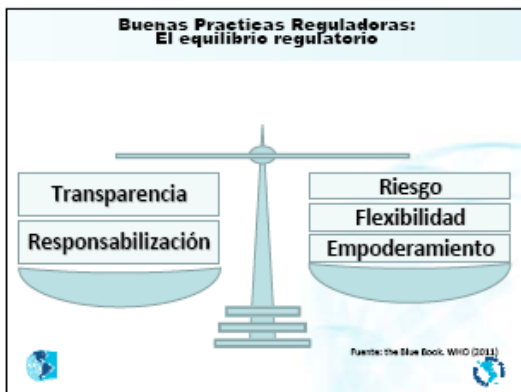 Buenas Practicas Reguladoras:
El equilibrio regulatorio
Transparencia
Responsabilización
Riesgo
Flexibilidad
Empoderamiento
Fuente: the Blue Book. WHO (2011)